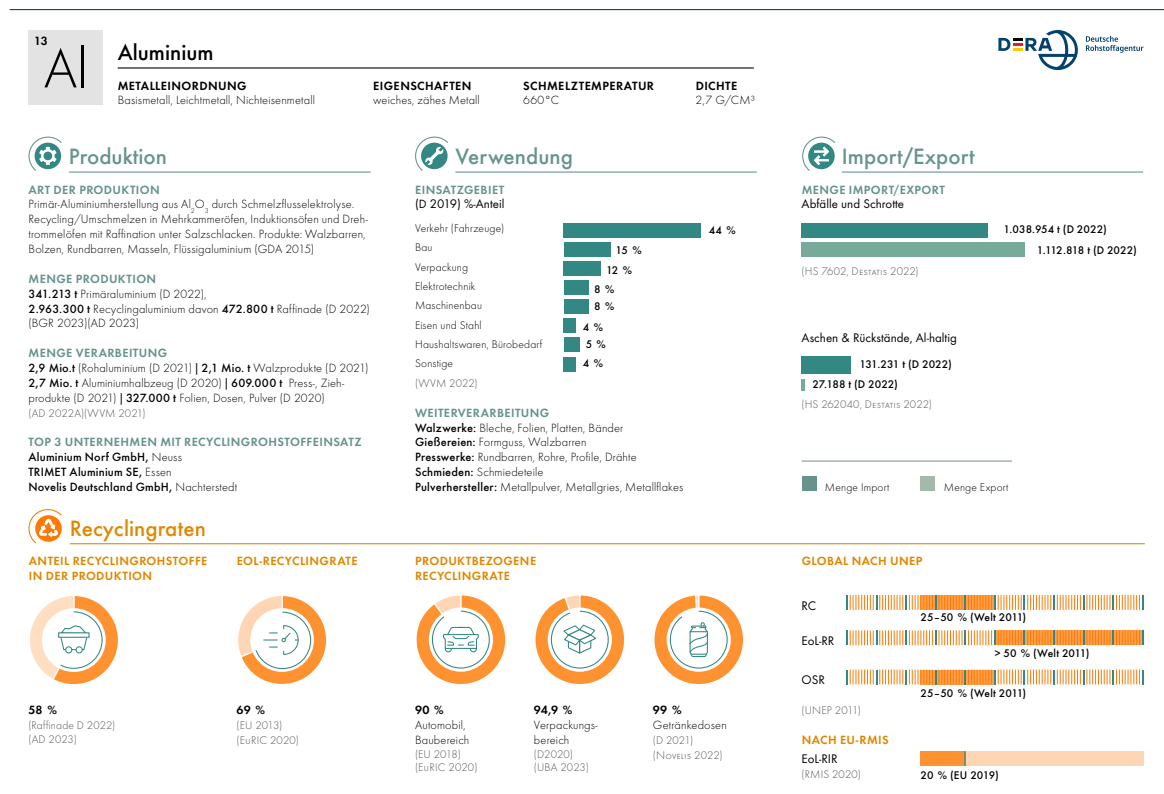 13
Al
Aluminium
DERA
Deutsche
Rohstoffagentur
METALLEINORDNUNG
Basismetall, Leichtmetall, Nichteisenmetall
EIGENSCHAFTEN
weiches, zähes Metall
SCHMELZTEMPERATUR
660°C
DICHTE
2,7 G/CM³
Produktion
ART DER PRODUKTION
Primär-Aluminiumherstellung aus Al₂O₃ durch Schmelzflusselektrolyse.
Recycling/Umschmelzen in Mehrkammeröfen, Induktionsöfen und Dreh-
trommelöfen mit Raffination unter Salzschlacken. Produkte: Walzbarren,
Bolzen, Rundbarren, Masseln, Flüssigaluminium (GDA 2015)
MENGE PRODUKTION
341.213 t Primäraluminium (D 2022),
2.963.300 t Recyclingaluminium davon 472.800 t Raffinade (D 2022)
(BGR 2023)(AD 2023)
MENGE VERARBEITUNG
2,9 Mio.t (Rohaluminium (D 2021) | 2,1 Mio. t Walzprodukte (D 2021)
2,7 Mio. t Aluminiumhalbzeug (D 2020) | 609.000 t Press-, Zieh-
produkte (D 2021) | 327.000 t Folien, Dosen, Pulver (D 2020)
(AD 2022A)(WVM 2021)
TOP 3 UNTERNEHMEN MIT RECYCLINGROHSTOFFEINSATZ
Aluminium Norf GmbH, Neuss
TRIMET Aluminium SE, Essen
Novelis Deutschland GmbH, Nachterstedt
Verwendung
EINSATZGEBIET
(D 2019) %-Anteil
Verkehr (Fahrzeuge) 44 %
Bau 15 %
Verpackung 12 %
Elektrotechnik 8 %
Maschinenbau 8 %
Eisen und Stahl 4 %
Haushaltswaren, Bürobedarf 5 %
Sonstige 4 %
(WVM 2022)
WEITERVERARBEITUNG
Walzwerke: Bleche, Folien, Platten, Bänder
Gießereien: Formguss, Walzbarren
Presswerke: Rundbarren, Rohre, Profile, Drähte
Schmieden: Schmiedeteile
Pulverhersteller: Metallpulver, Metallgries, Metallflakes
Import/Export
MENGE IMPORT/EXPORT
Abfälle und Schrotte
1.038.954 t (D 2022)
1.112.818 t (D 2022)
(HS 7602, Destatis 2022)
Aschen & Rückstände, Al-haltig
131.231 t (D 2022)
27.188 t (D 2022)
(HS 262040, Destatis 2022)
Menge Import
Menge Export
Recyclingraten
ANTEIL RECYCLINGROHSTOFFE
IN DER PRODUKTION
58 %
(Raffinade D 2022)
(AD 2023)
EOL-RECYCLINGRATE
69 %
(EU 2013)
(EuRIC 2020)
PRODUKTBEZOGENE
RECYCLINGRATE
90 %
Automobil,
Baubereich
(EU 2018)
(EuRIC 2020)
94,9 %
Verpackungs-
bereich
(D2020)
(UBA 2023)
99 %
Getränkedosen
(D 2021)
(Novelis 2022)
GLOBAL NACH UNEP
RC
25–50 % (Welt 2011)
EoL-RR
> 50 % (Welt 2011)
OSR
25–50 % (Welt 2011)
(UNEP 2011)
NACH EU-RMIS
EoL-RIR
(RMIS 2020)
20 % (EU 2019)